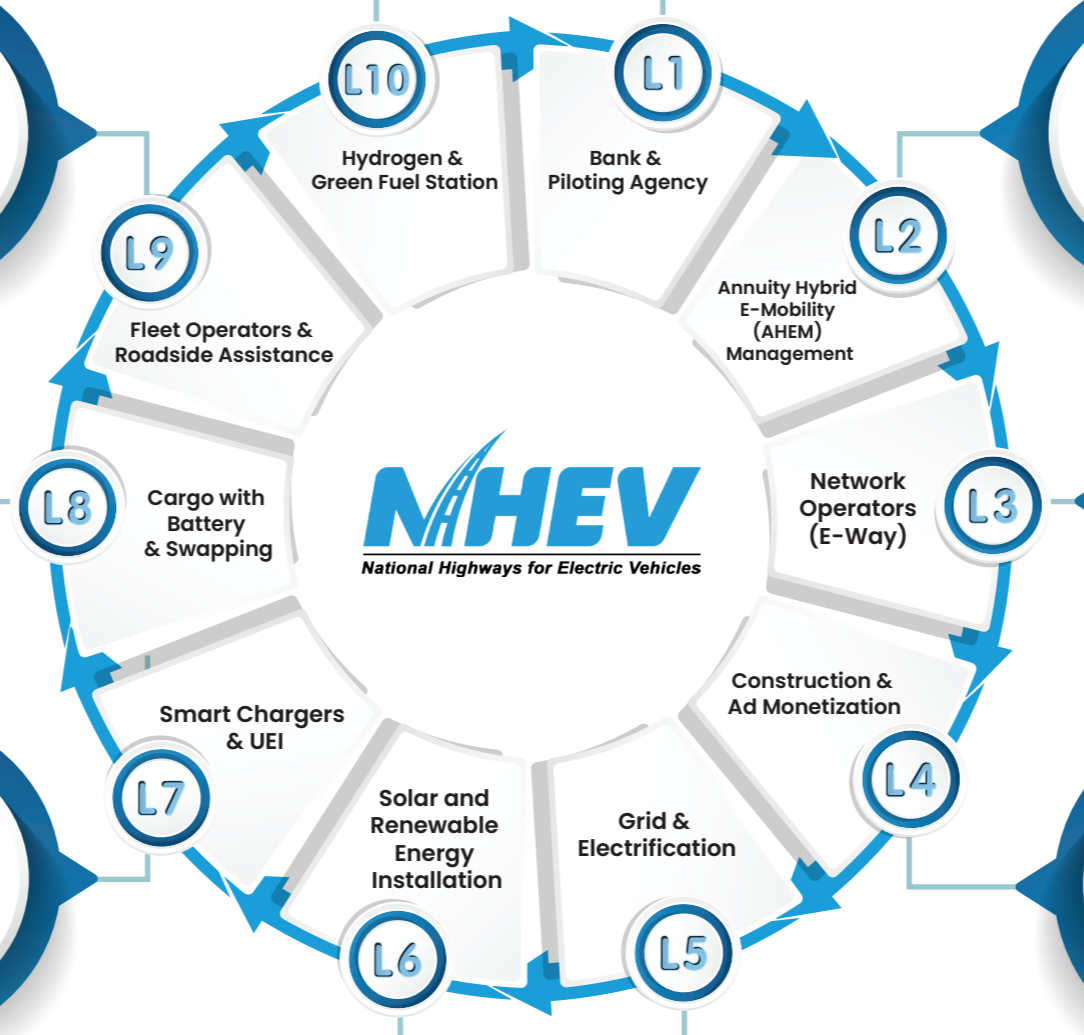 L10
Hydrogen &
Green Fuel Station
L1
Bank &
Piloting Agency
L2
Annuity Hybrid
E-Mobility
(AHEM)
Management
L3
Network
Operators
(E-Way)
L4
Construction &
Ad Monetization
L5
Grid &
Electrification
L6
Solar and
Renewable
Energy
Installation
L7
Smart Chargers
& UEI
L8
Cargo with
Battery
& Swapping
L9
Fleet Operators &
Roadside Assistance
NHEV
National Highways for Electric Vehicles